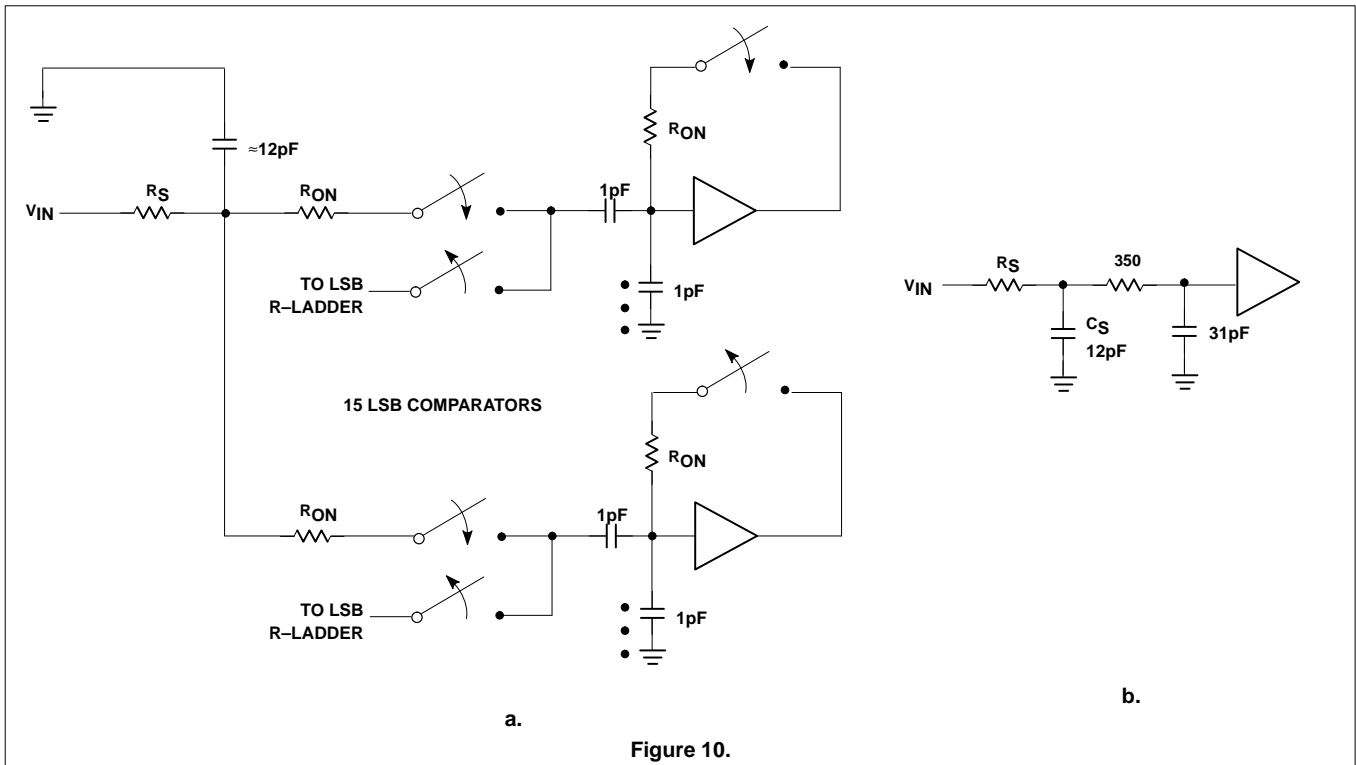 RON
≈12pF
RS
VIN
RON
1pF
TO LSB
R–LADDER
1pF
15 LSB COMPARATORS
RON
RON
1pF
TO LSB
R–LADDER
1pF
a.
VIN
RS
350
CS
12pF
31pF
b.
Figure 10.